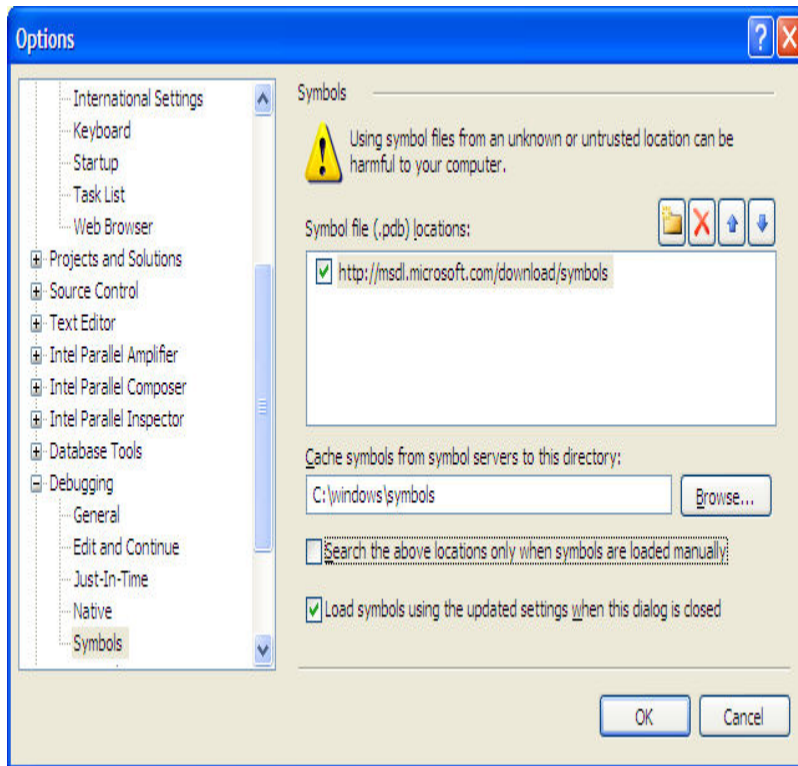 Options
International Settings
Keyboard
Startup
Task List
Web Browser
Projects and Solutions
Source Control
Text Editor
Intel Parallel Amplifier
Intel Parallel Composer
Intel Parallel Inspector
Database Tools
Debugging
General
Edit and Continue
Just-In-Time
Native
Symbols
Symbols
Using symbol files from an unknown or untrusted location can be
harmful to your computer.
Symbol file (.pdb) locations:
http://msdl.microsoft.com/download/symbols
Cache symbols from symbol servers to this directory:
C:\windows\symbols
Browse...
Search the above locations only when symbols are loaded manually
Load symbols using the updated settings when this dialog is closed
OK
Cancel